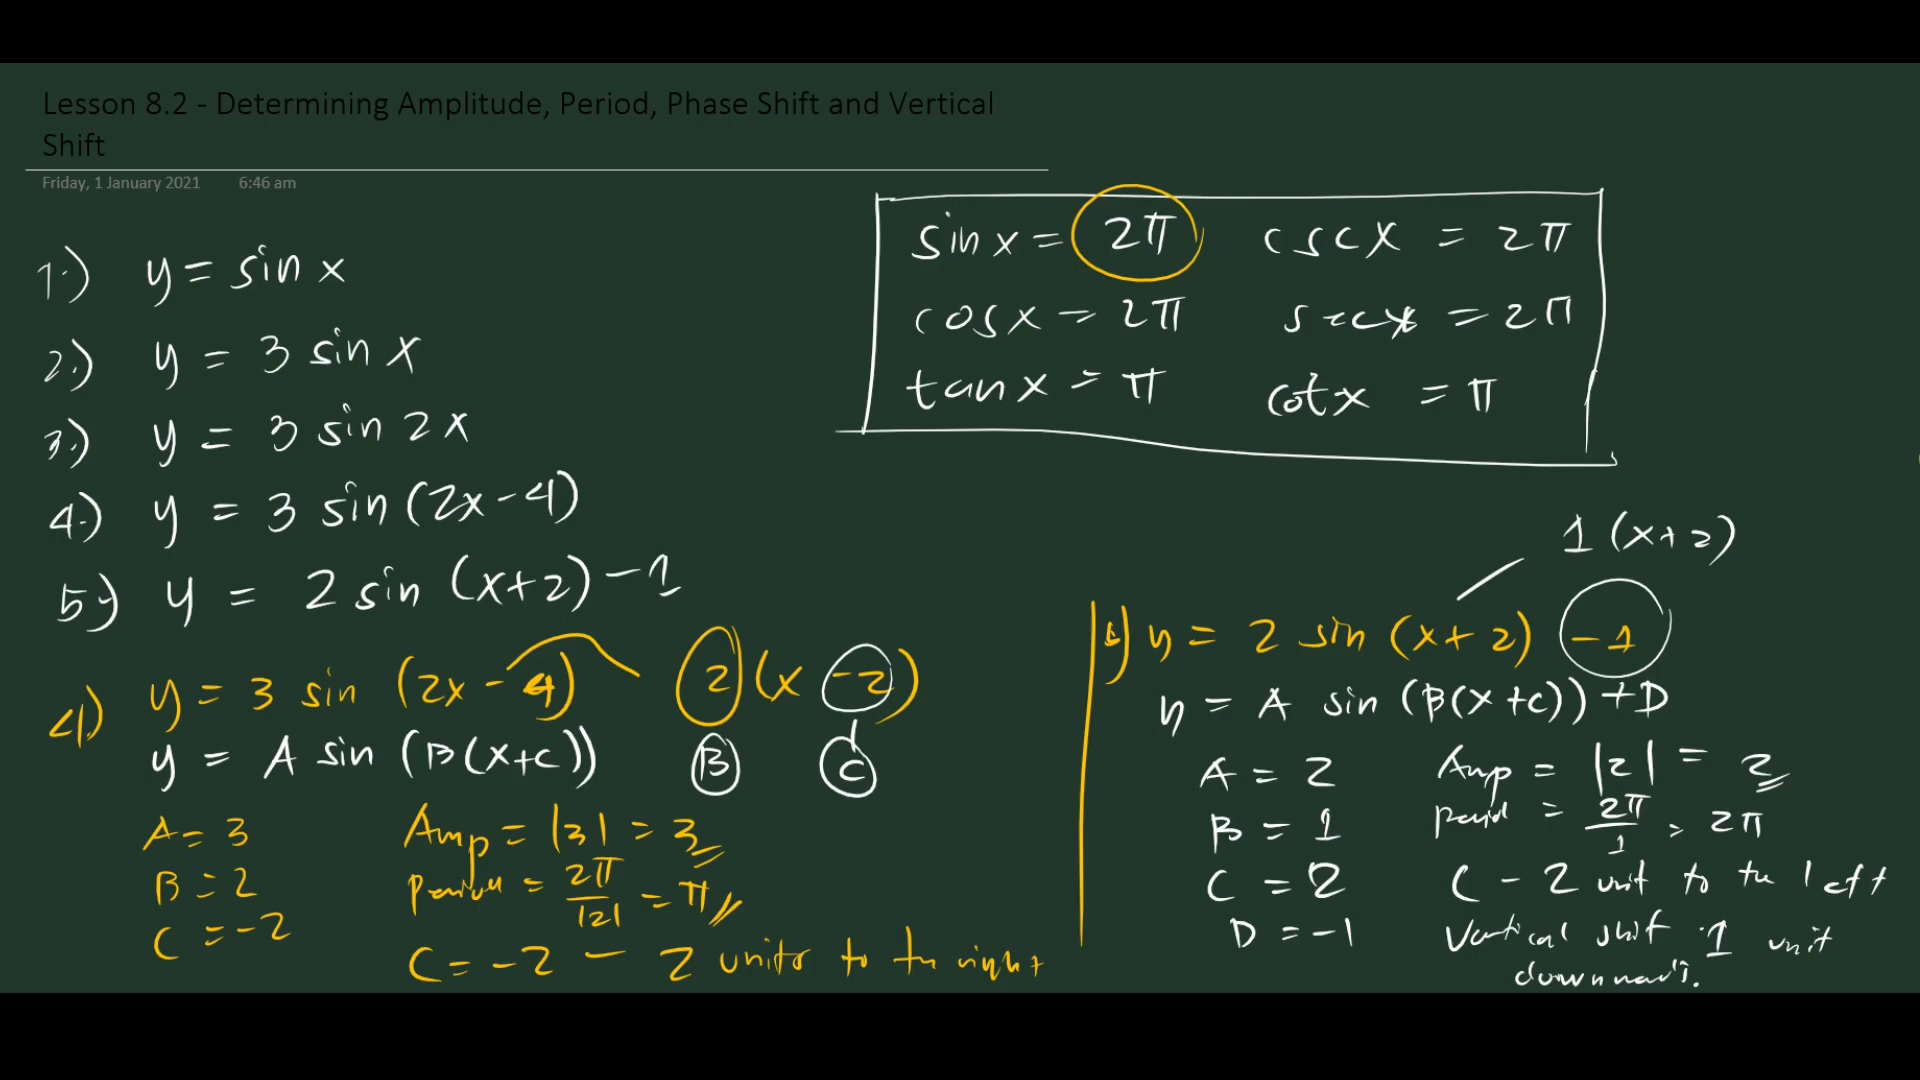 Lesson 8.2 - Determining Amplitude, Period, Phase Shift and Vertical
Shift
Friday, 1 January 2021 6:46 am
sin x = 2π csc x = 2π
cos x = 2π sec x = 2π
tan x = π cot x = π
1.) y = sin x
2.) y = 3 sin x
3.) y = 3 sin 2x
4.) y = 3 sin (2x - 4)
5.) y = 2 sin (x+2) - 1
4.) y = 3 sin (2x - 4) 2(x - 2)
y = A sin (B(x+c)) B C
A = 3 Amp = |3| = 3
B = 2 period = 2π/|2| = π
C = -2 C = -2 - 2 units to the right
1 (x+2)
5) y = 2 sin (x+2) - 1
y = A sin (B(x+c)) + D
A = 2 Amp = |2| = 2
B = 1 period = 2π/1 = 2π
C = 2 C - 2 unit to the left
D = -1 Vertical shift 1 unit
downwards.